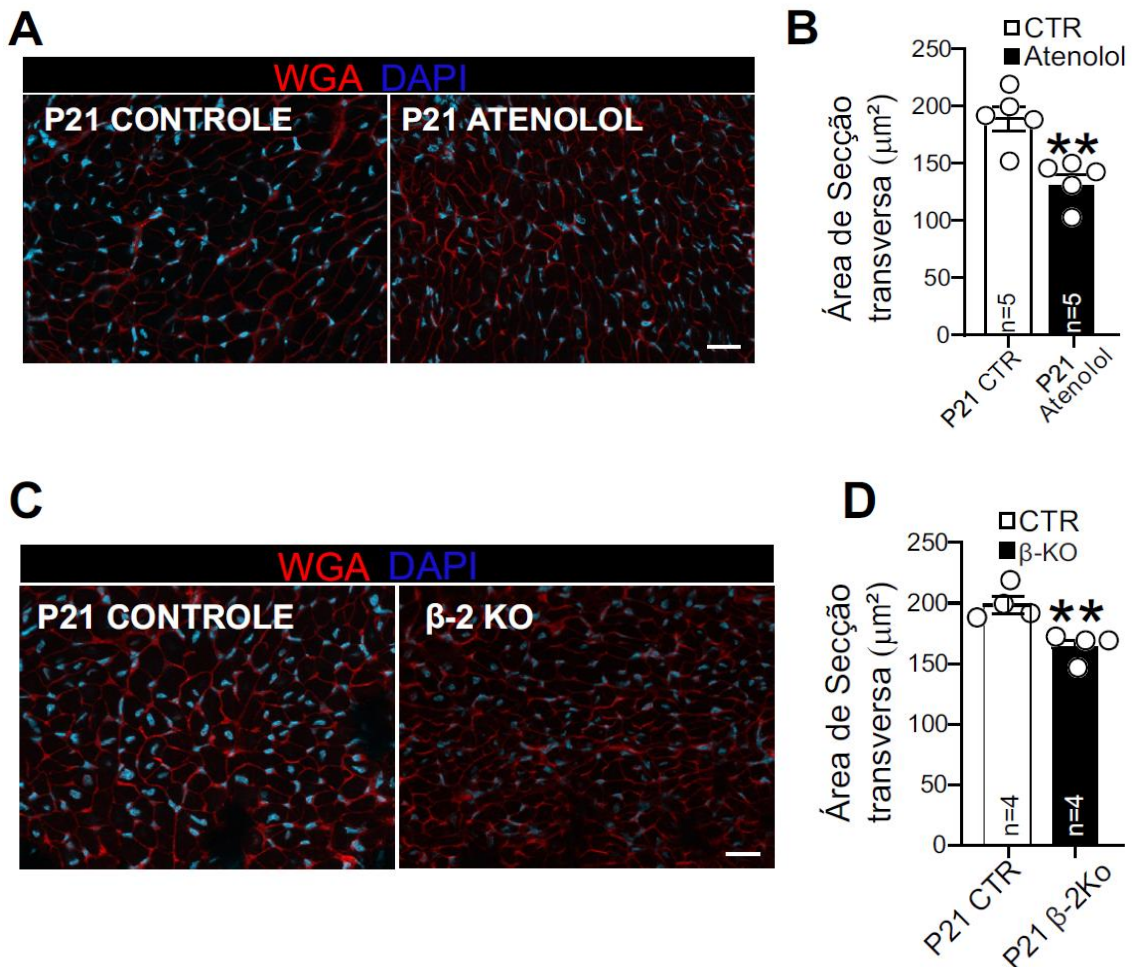 A
WGA DAPI
P21 CONTROLE
P21 ATENOLOL
B
CTR
Atenolol
Área de Secção
transversa (µm²)
250
200
150
100
50
0
**
n=5
n=5
P21 CTR
P21
Atenolol
C
WGA DAPI
P21 CONTROLE
β-2 KO
D
CTR
β-KO
Área de Secção
transversa (µm²)
250
200
150
100
50
0
**
n=4
n=4
P21 CTR
P21 β-2Ko